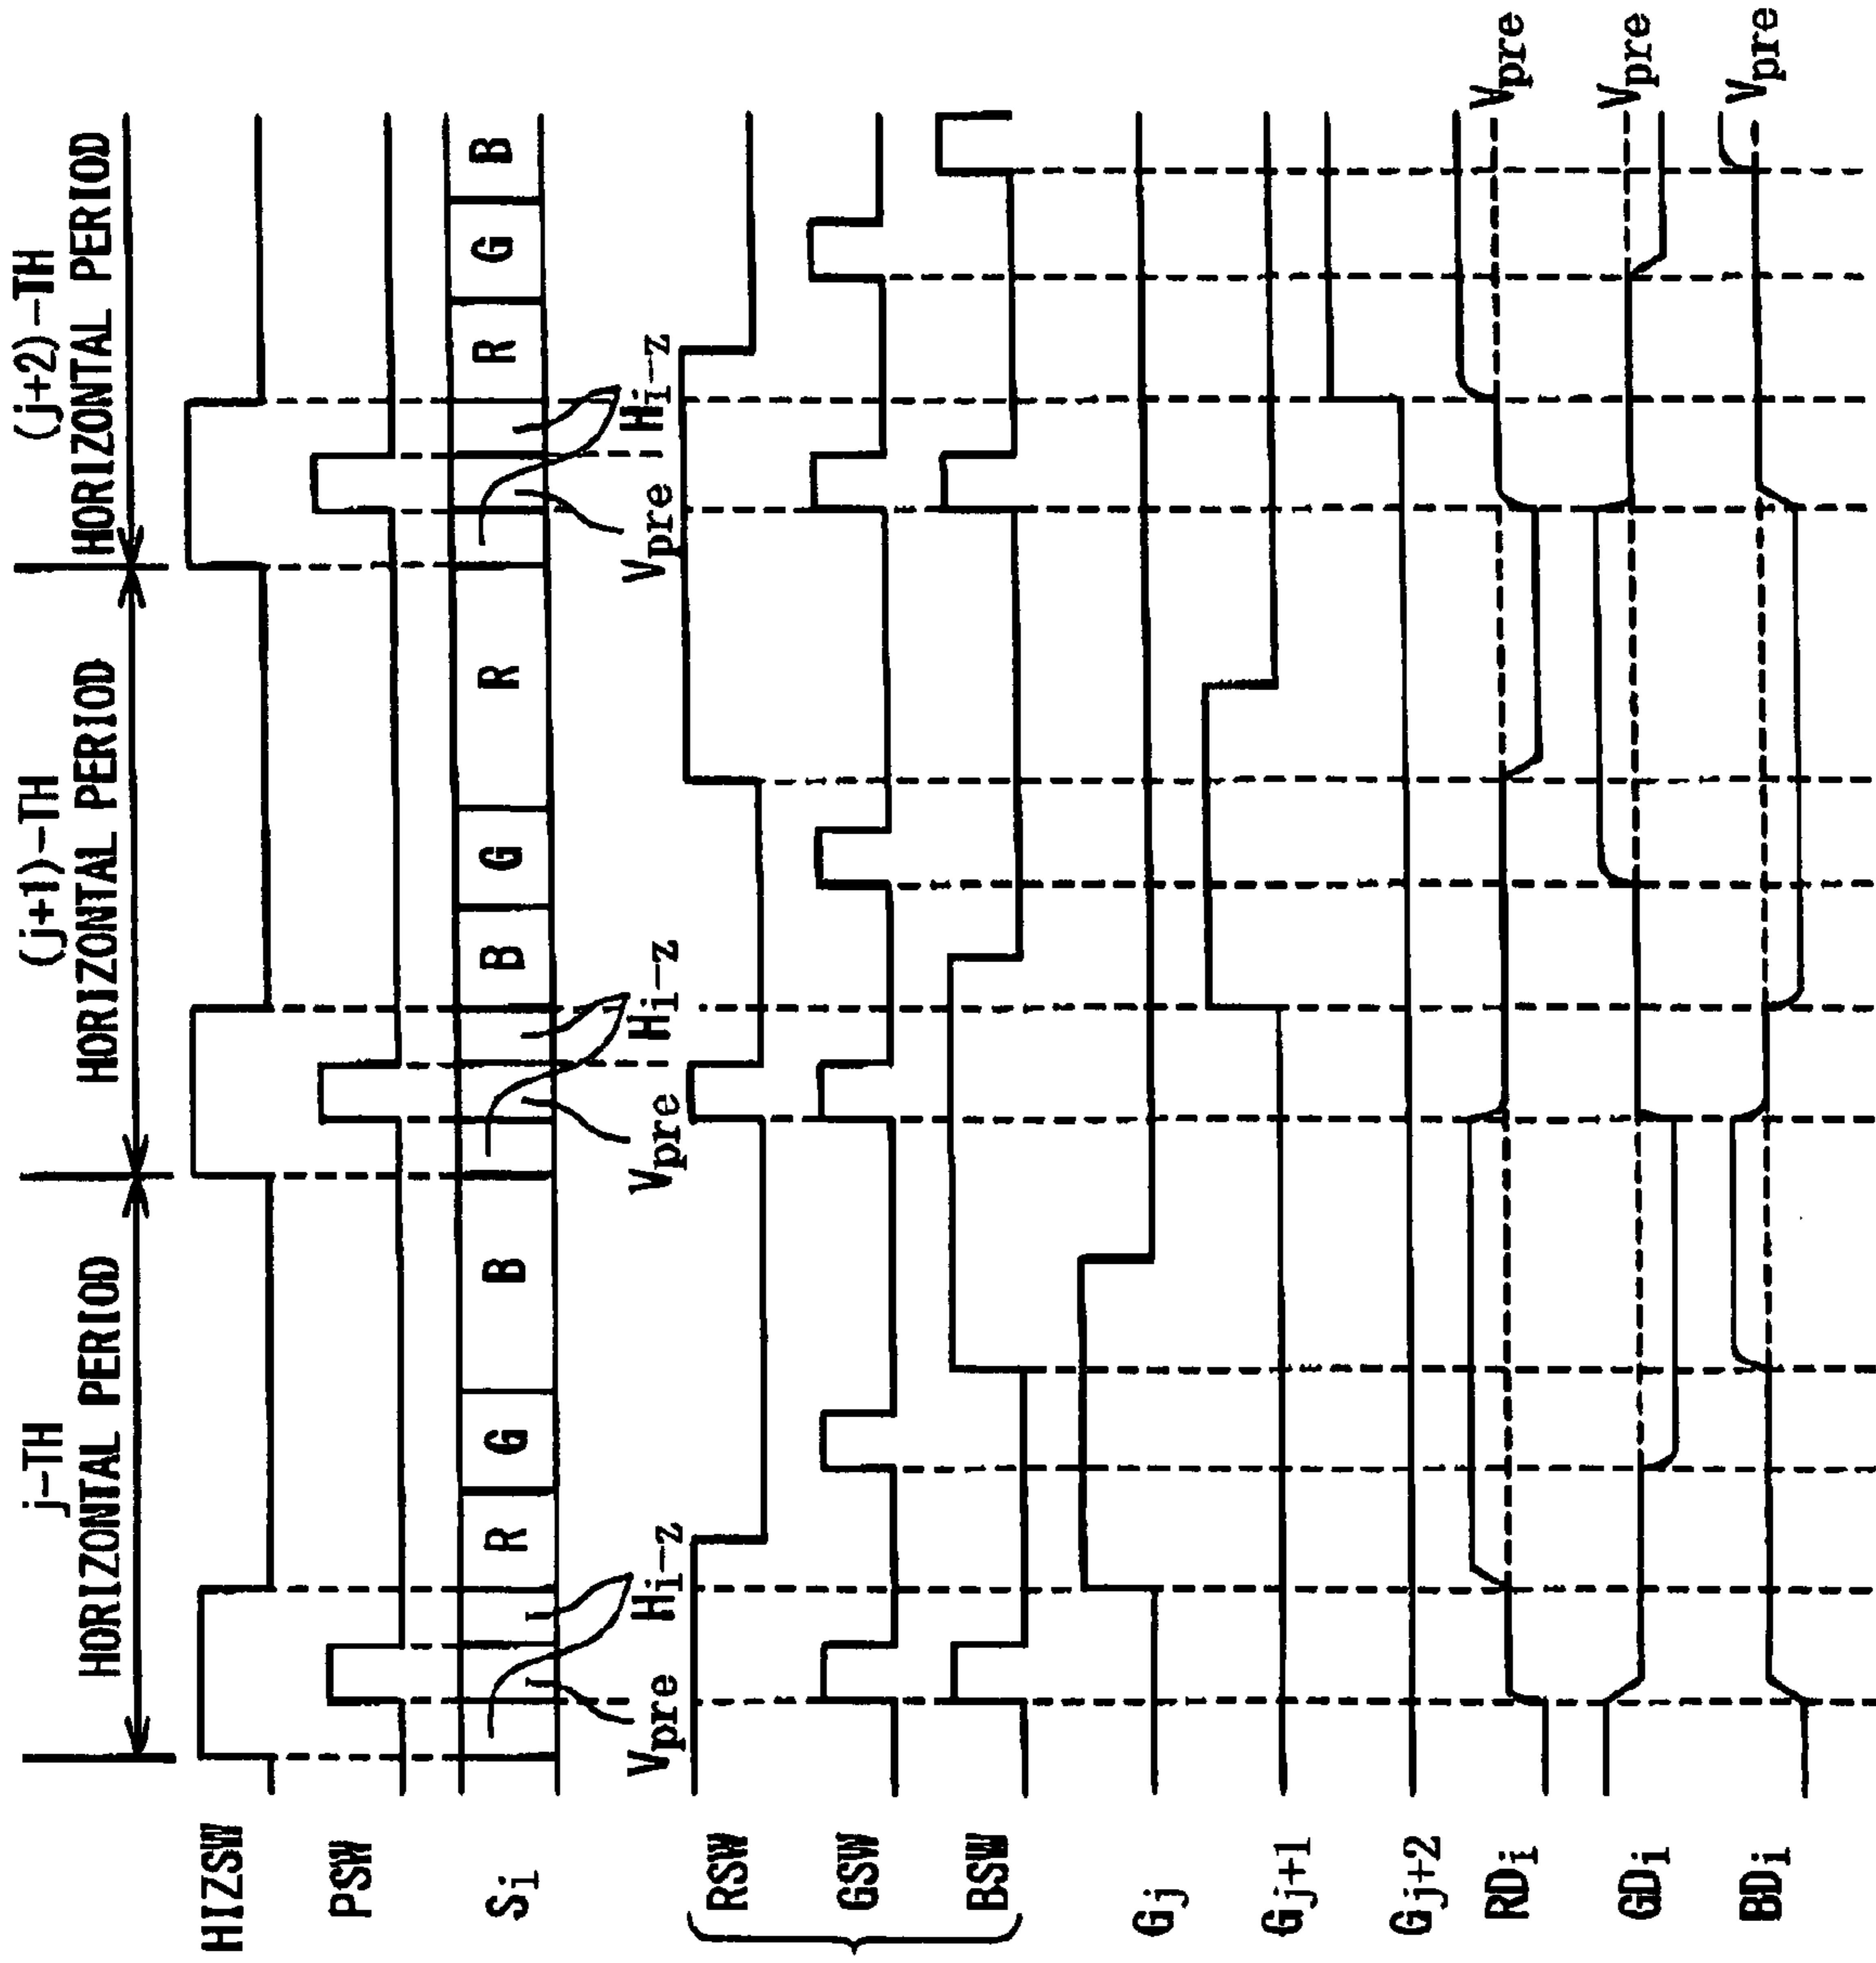 j-TH
HORIZONTAL PERIOD
(j+1)-TH
HORIZONTAL PERIOD
(j+2)-TH
HORIZONTAL PERIOD
HIZSW
PSW
Si
R
G
B
B
G
R
R
G
B
Vpre
Hi-z
Vpre
Hi-z
Vpre
Hi-z
RSW
GSW
BSW
Gj
Gj+1
Gj+2
RDi
Vpre
GDi
Vpre
BDi
Vpre